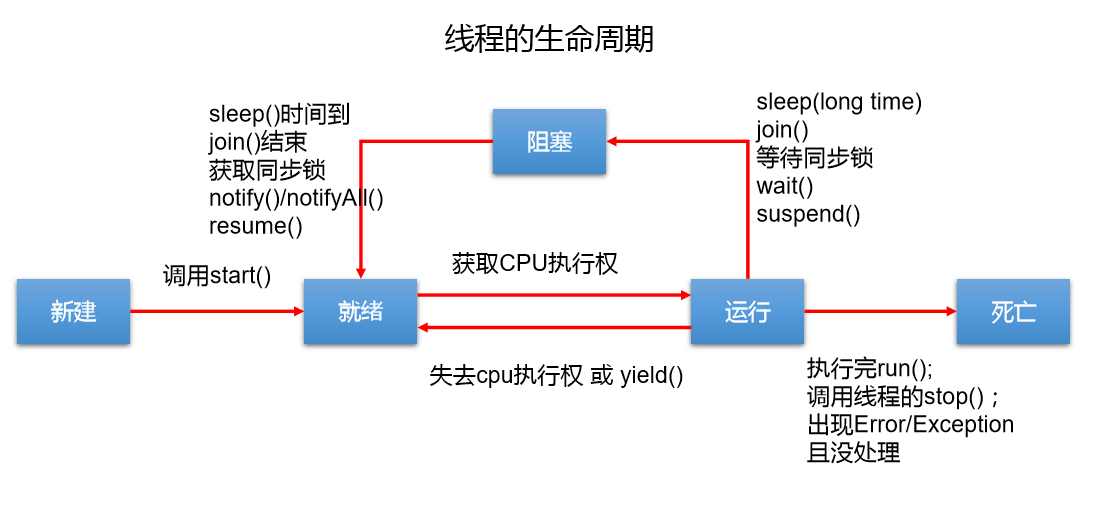 线程的生命周期
sleep()时间到
join()结束
获取同步锁
notify()/notifyAll()
resume()
阻塞
sleep(long time)
join()
等待同步锁
wait()
suspend()
调用start()
获取CPU执行权
新建
就绪
运行
死亡
失去cpu执行权 或 yield()
执行完run();
调用线程的stop() ;
出现Error/Exception
且没处理